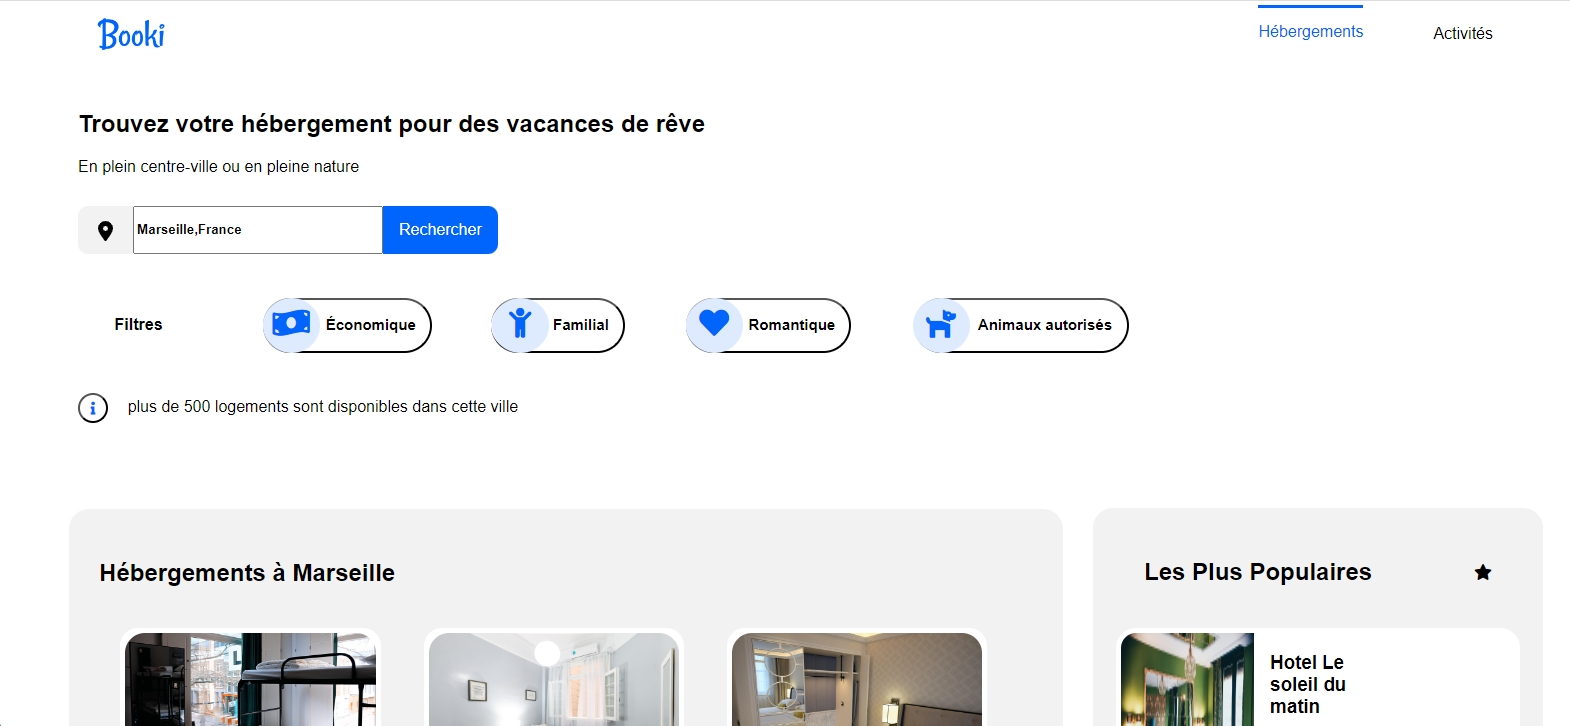 Booki
Hébergements
Activités
Trouvez votre hébergement pour des vacances de rêve
En plein centre-ville ou en pleine nature
Marseille,France
Rechercher
Filtres
Économique
Familial
Romantique
Animaux autorisés
plus de 500 logements sont disponibles dans cette ville
Hébergements à Marseille
Les Plus Populaires
Hotel Le
soleil du
matin